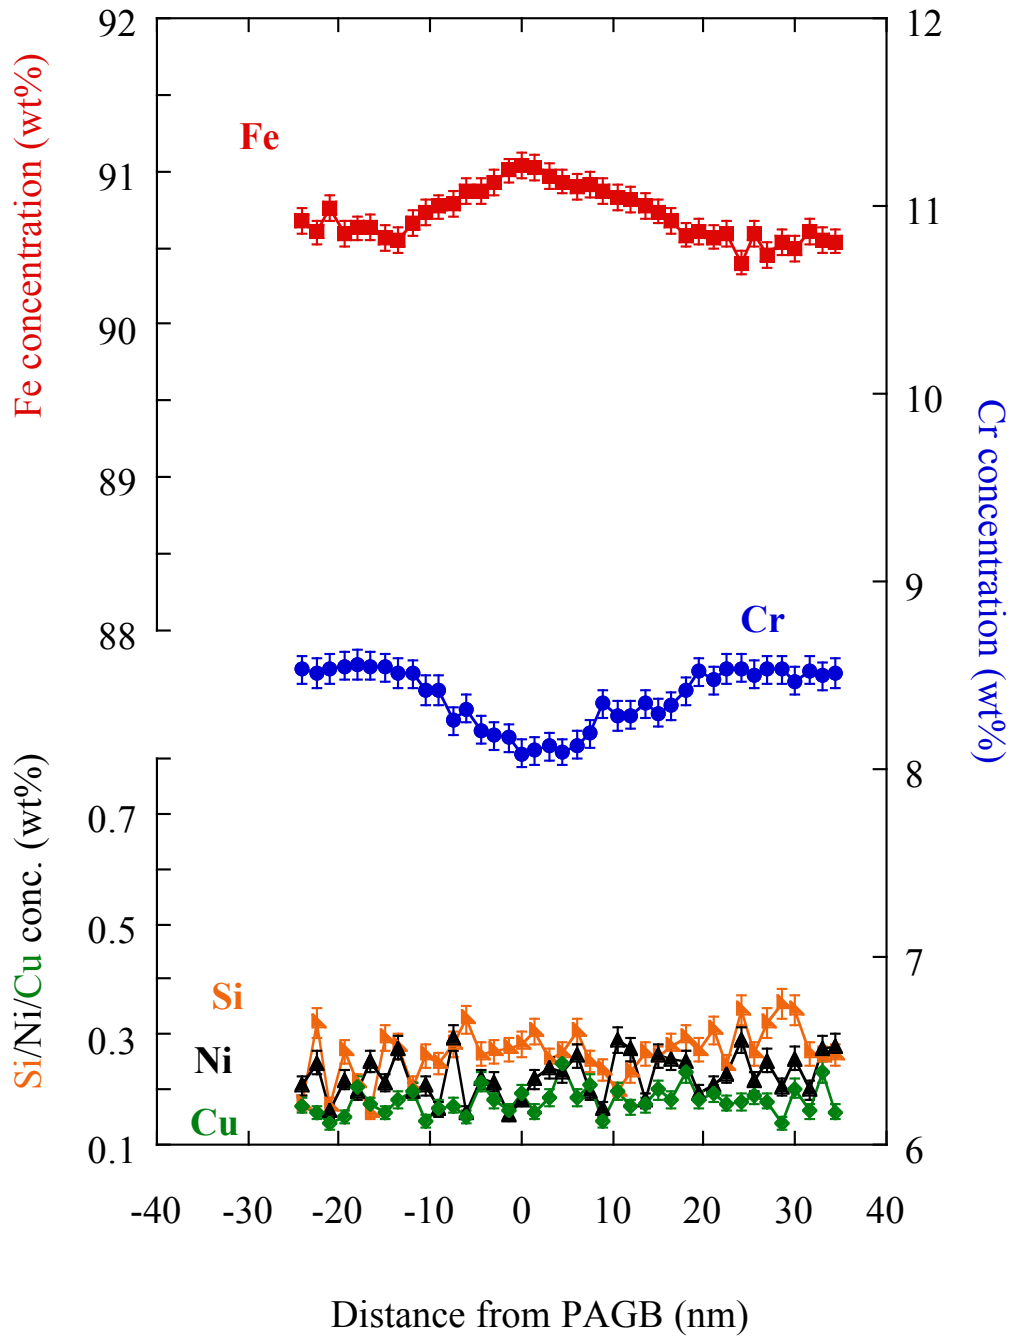 92
12
Fe
91
11
Fe concentration (wt%)
90
10
89
Cr concentration (wt%)
9
88
Cr
8
0.7
0.5
7
Si/Ni/Cu conc. (wt%)
Si
0.3
Ni
Cu
0.1
6
-40 -30 -20 -10 0 10 20 30 40
Distance from PAGB (nm)